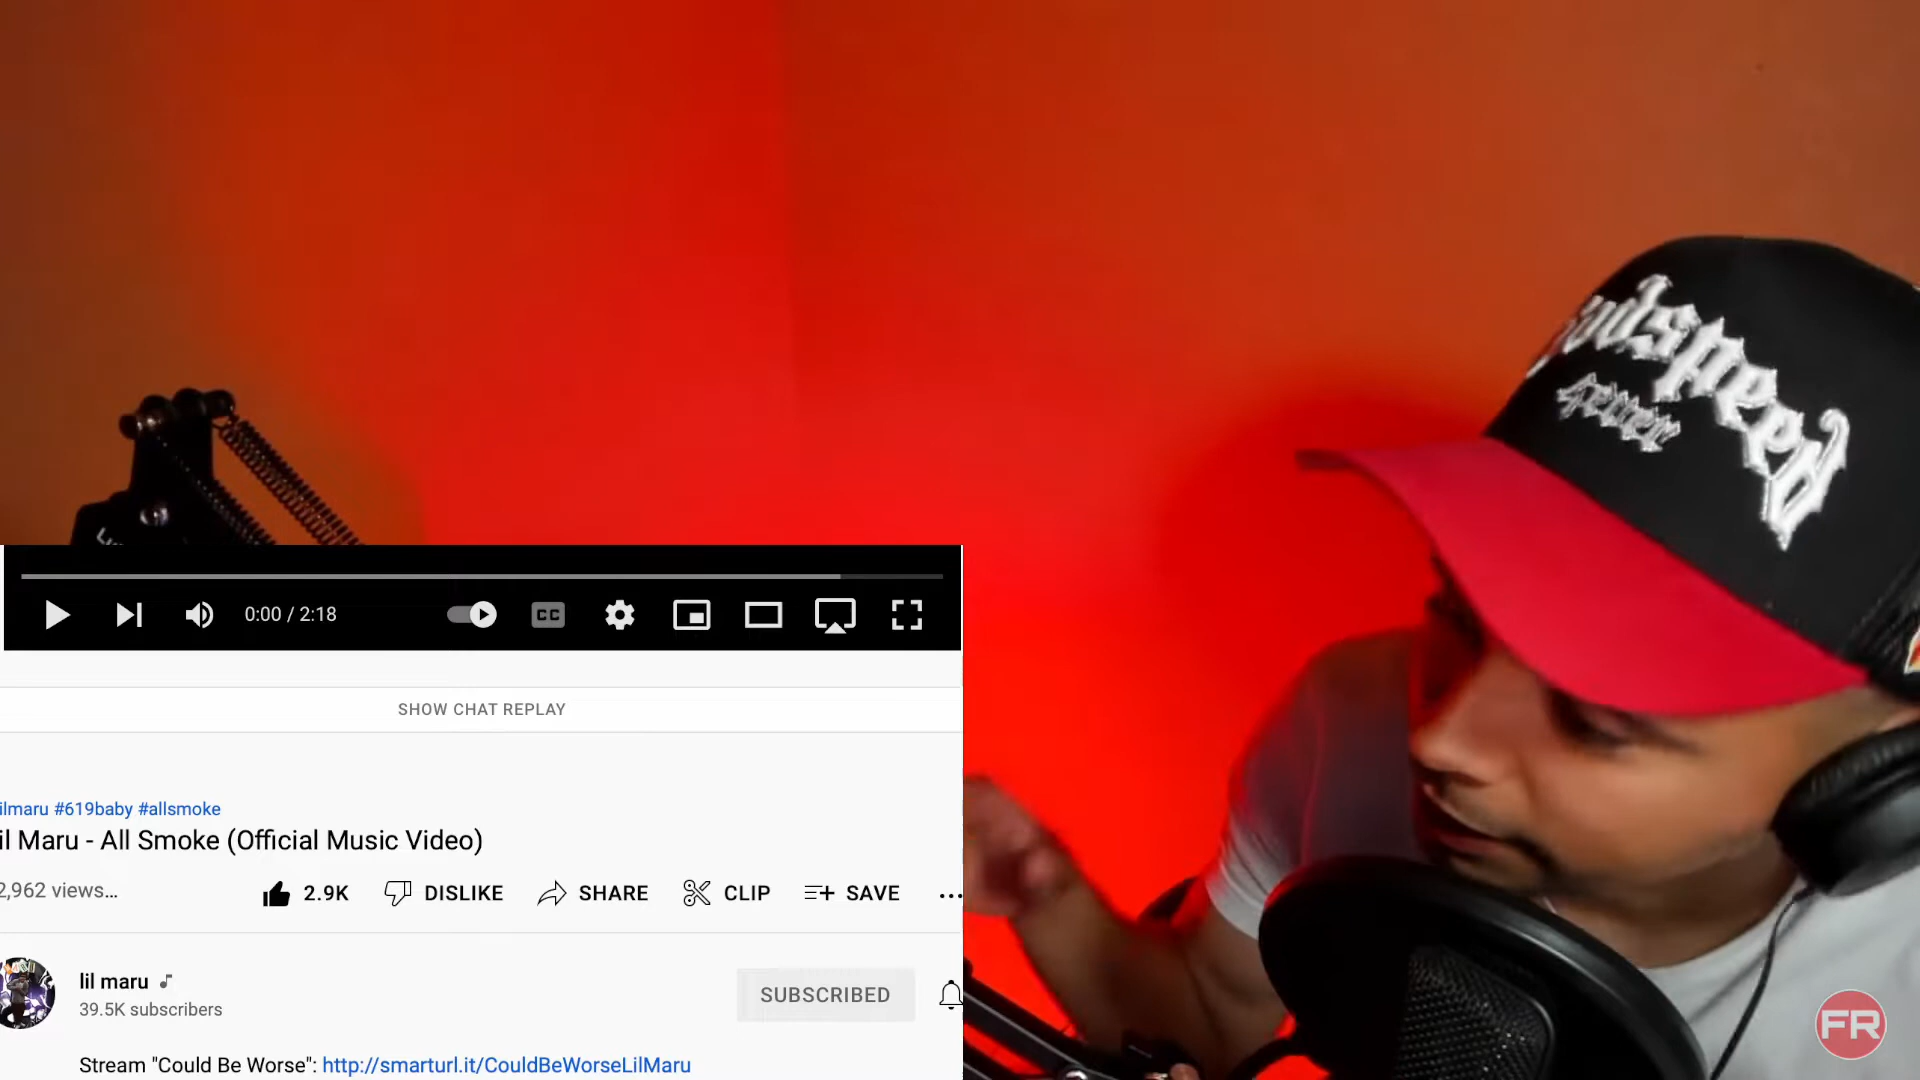 0:00 / 2:18
CC
SHOW CHAT REPLAY
ilmaru #619baby #allsmoke
il Maru - All Smoke (Official Music Video)
2,962 views...
2.9K
DISLIKE
SHARE
CLIP
SAVE
lil maru
39.5K subscribers
SUBSCRIBED
Stream "Could Be Worse": http://smarturl.it/CouldBeWorseLilMaru
FR